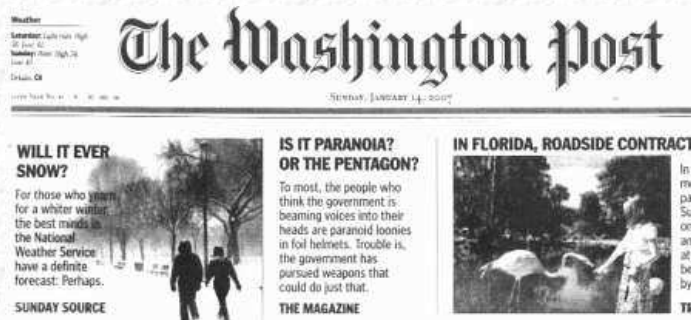 Weather
The Washington Post
SUNDAY, JANUARY 14, 2007
WILL IT EVER
SNOW?
For those who yearn
for a whiter winter,
the best minds in
the National
Weather Service
have a definite
forecast: Perhaps.
SUNDAY SOURCE
IS IT PARANOIA?
OR THE PENTAGON?
To most, the people who
think the government is
beaming voices into their
heads are paranoid loonies
in foil helmets. Trouble is,
the government has
pursued weapons that
could do just that.
THE MAGAZINE
IN FLORIDA, ROADSIDE CONTRACT
In